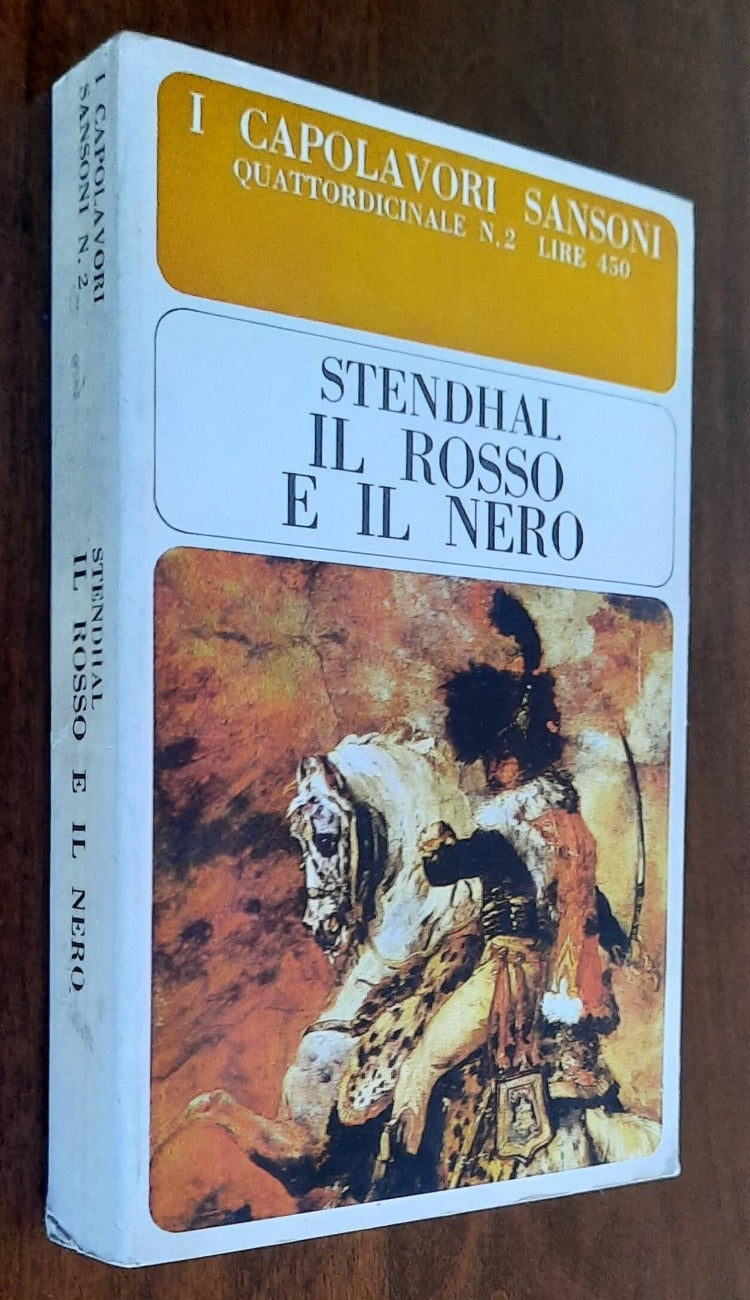 I CAPOLAVORI SANSONI
QUATTORDICINALE N. 2 LIRE 450
STENDHAL
IL ROSSO
E IL NERO
I CAPOLAVORI
SANSONI N. 2
STENDHAL
IL ROSSO E IL NERO